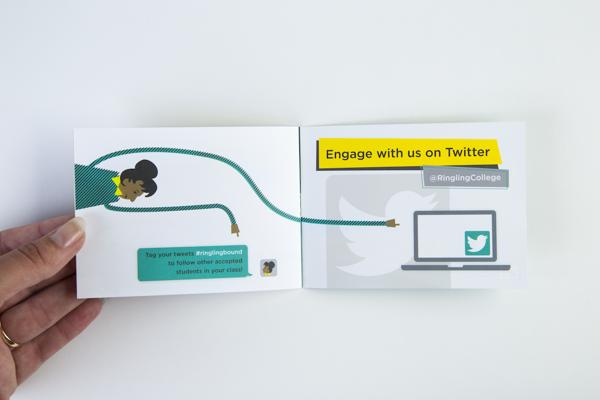 Tag your tweets #ringlingbound
to follow other accepted
students in your class!
Engage with us on Twitter
@RinglingCollege